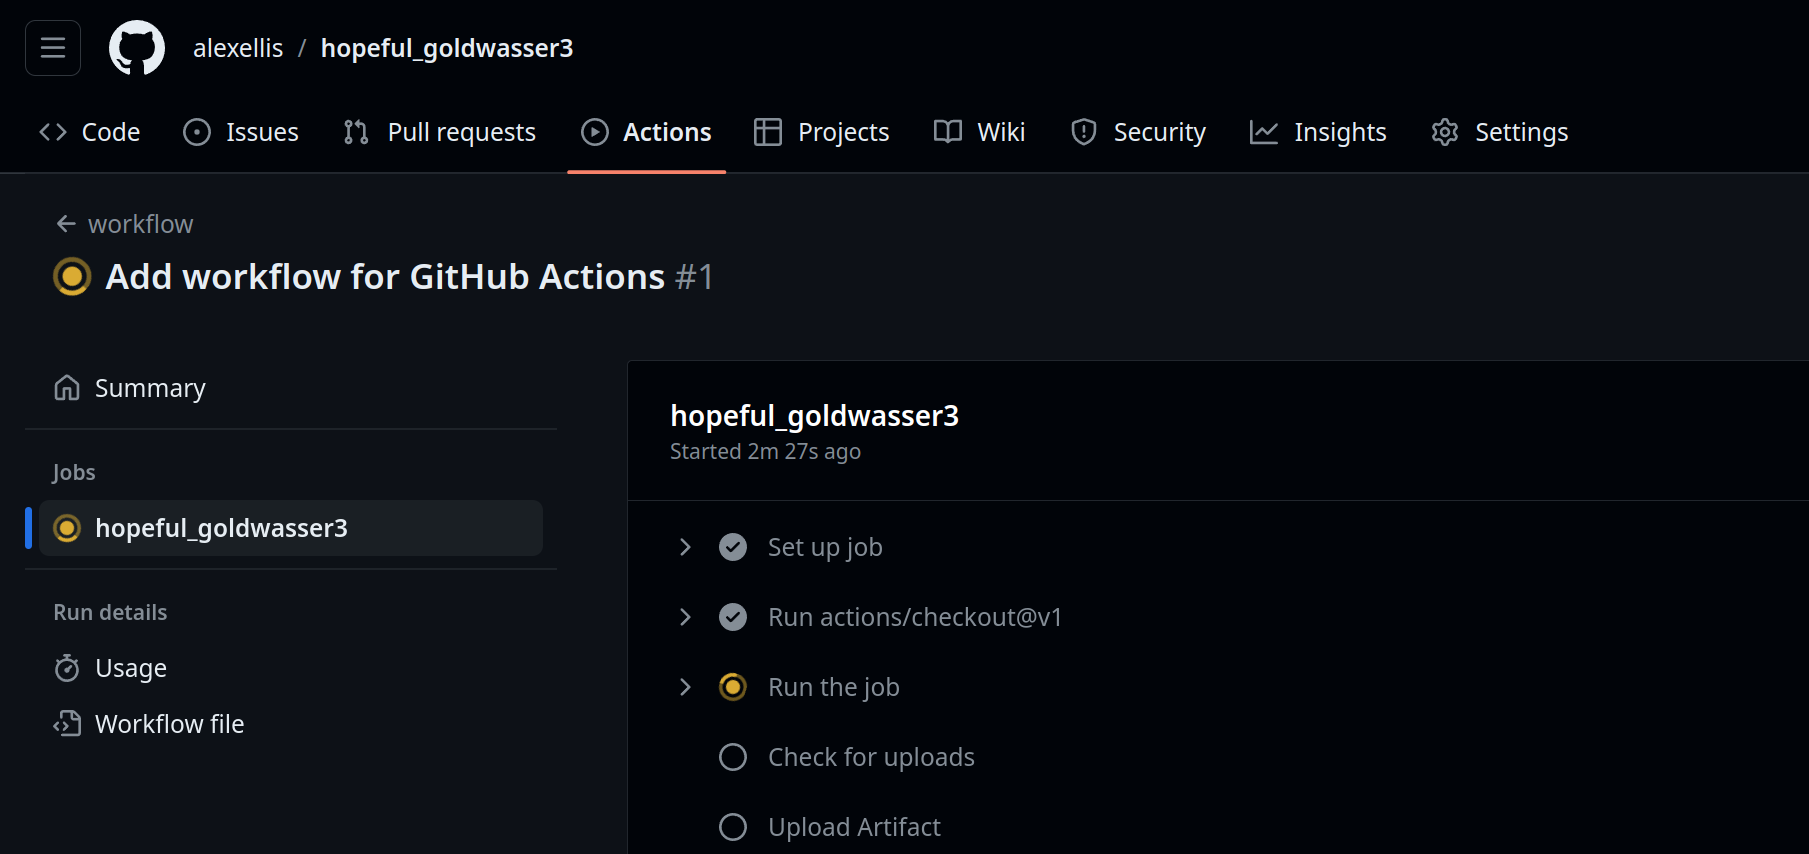 alexellis / hopeful_goldwasser3
Code Issues Pull requests Actions Projects Wiki Security Insights Settings
workflow
Add workflow for GitHub Actions #1
Summary
Jobs
hopeful_goldwasser3
Run details
Usage
Workflow file
hopeful_goldwasser3
Started 2m 27s ago
Set up job
Run actions/checkout@v1
Run the job
Check for uploads
Upload Artifact